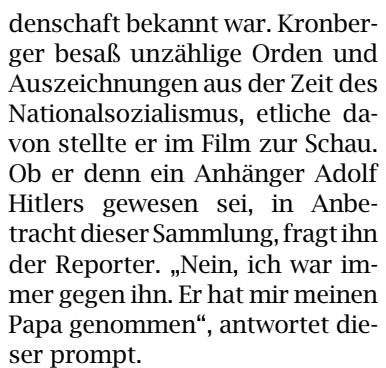 denschaft bekannt war. Kronber-
ger besaß unzählige Orden und
Auszeichnungen aus der Zeit des
Nationalsozialismus, etliche da-
von stellte er im Film zur Schau.
Ob er denn ein Anhänger Adolf
Hitlers gewesen sei, in Anbe-
tracht dieser Sammlung, fragt ihn
der Reporter. „Nein, ich war im-
mer gegen ihn. Er hat mir meinen
Papa genommen“, antwortet die-
ser prompt.